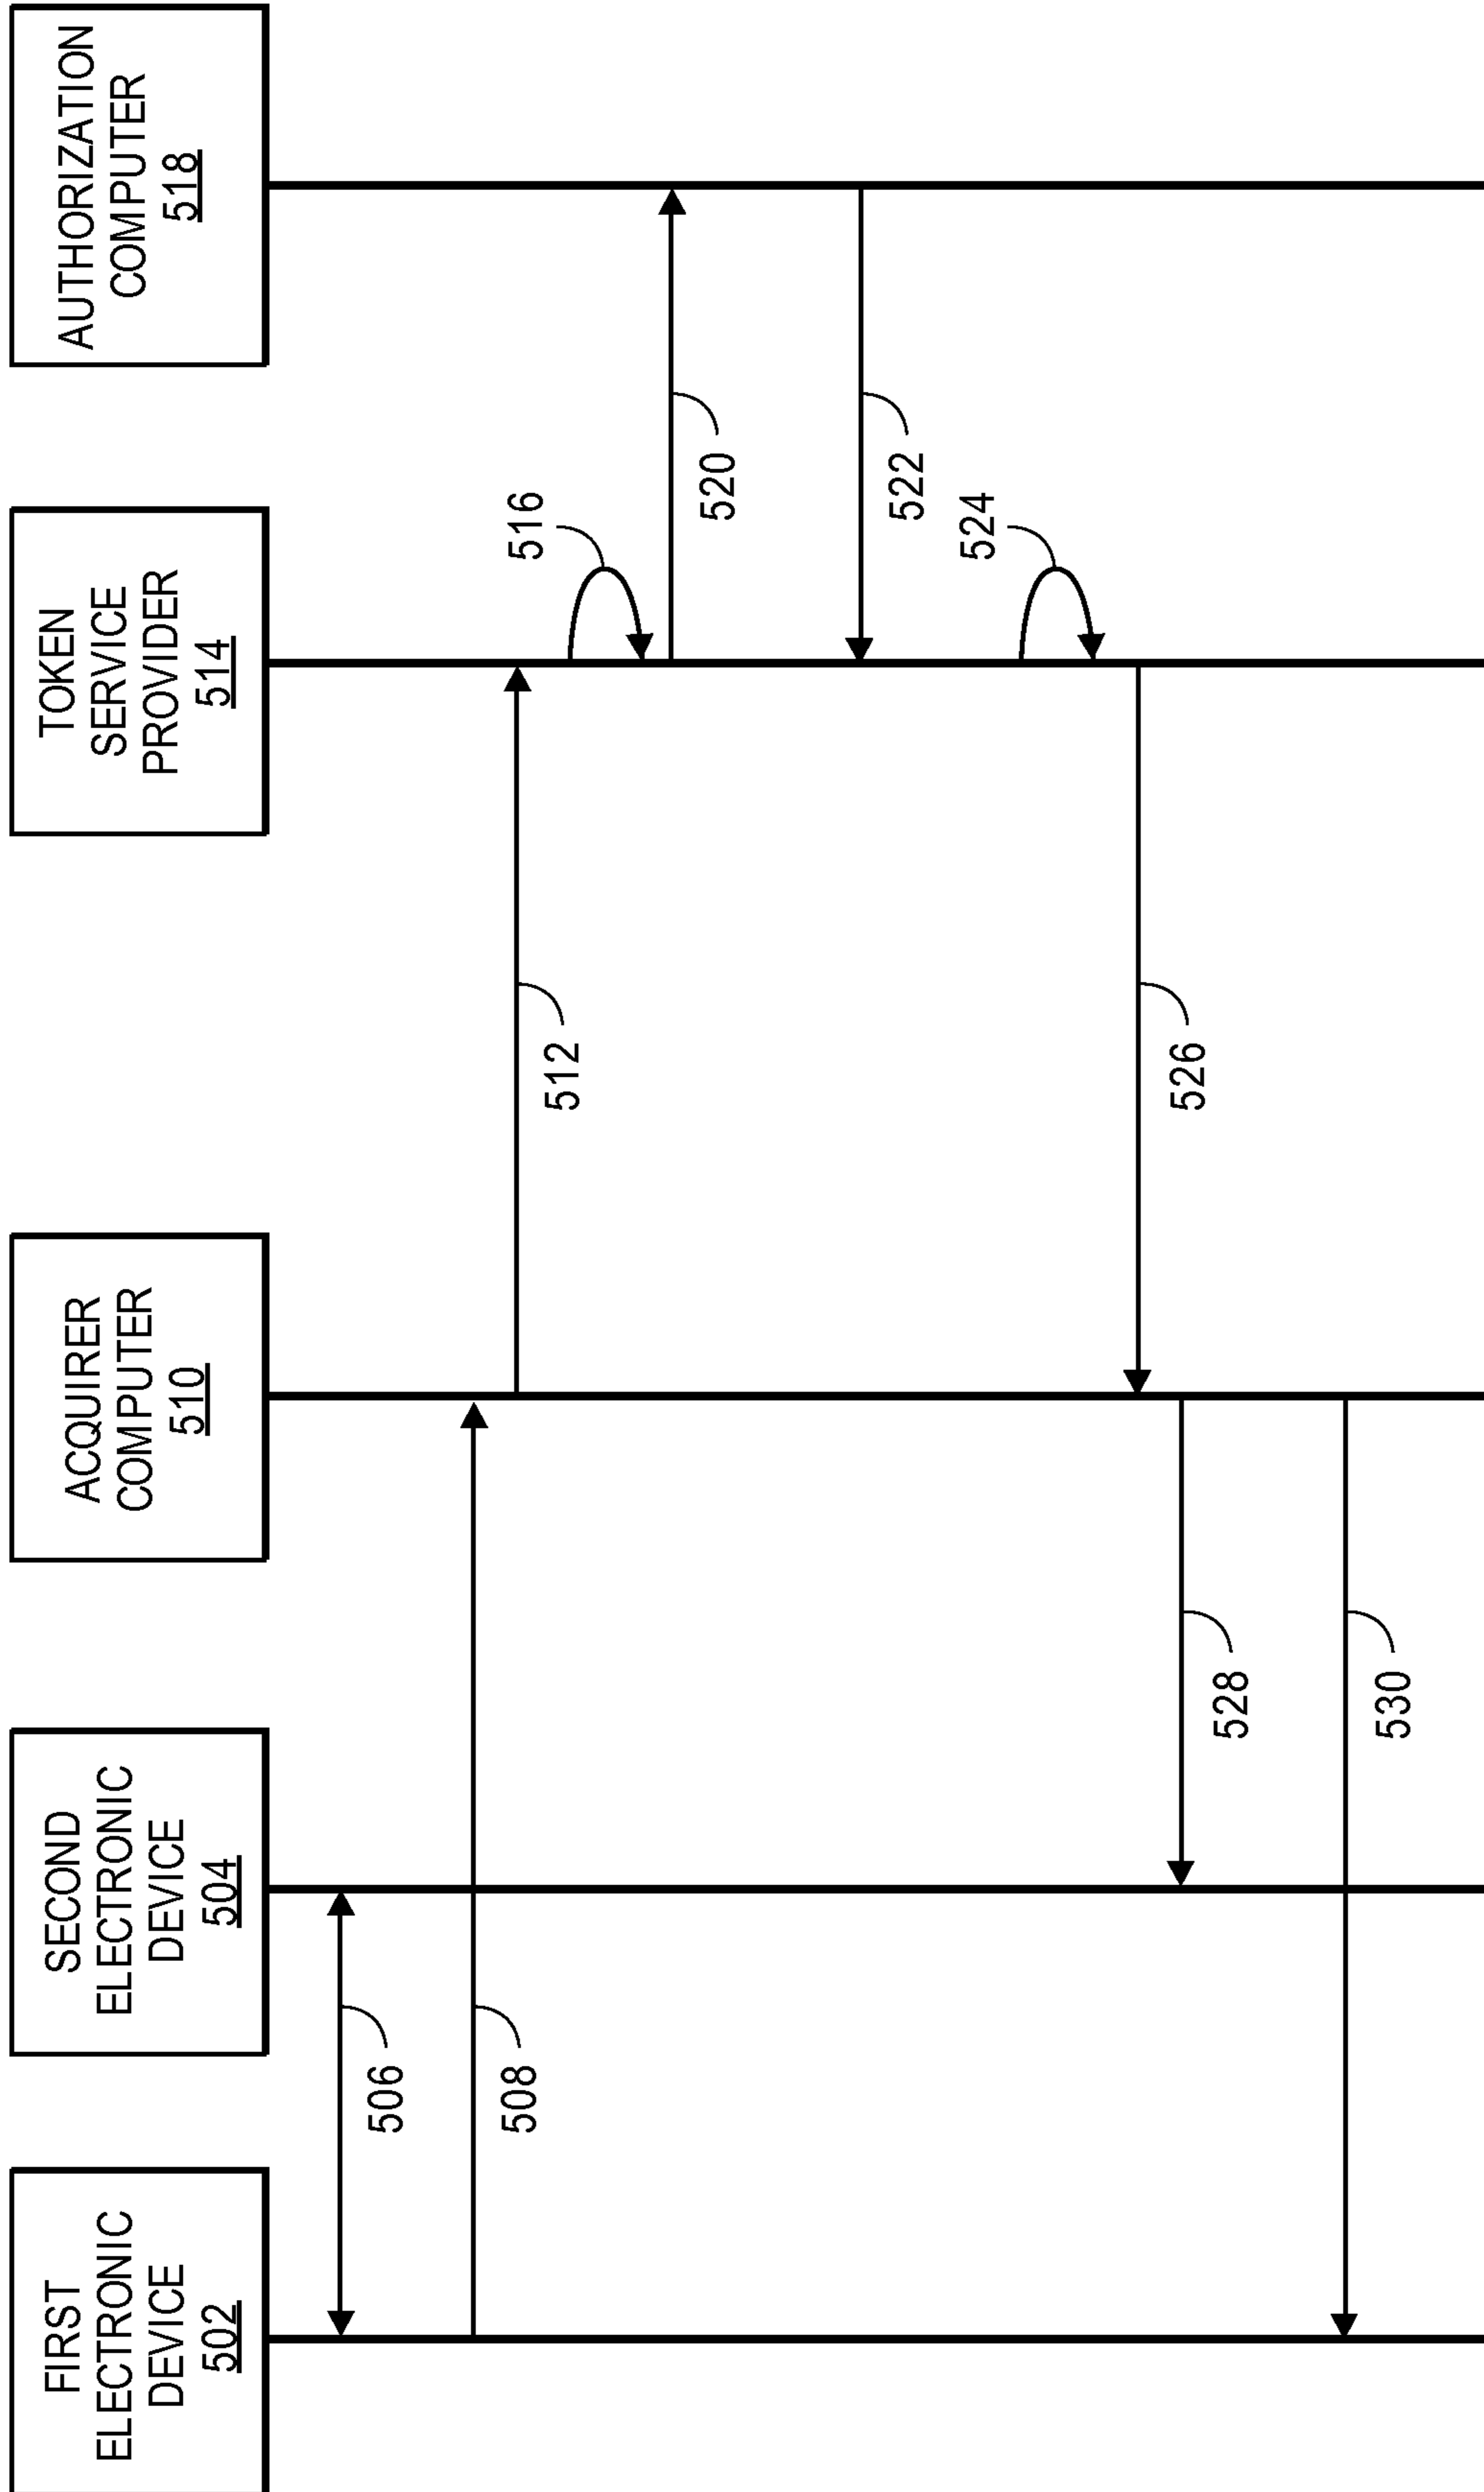 FIRST
ELECTRONIC
DEVICE
502
SECOND
ELECTRONIC
DEVICE
504
ACQUIRER
COMPUTER
510
TOKEN
SERVICE
PROVIDER
514
AUTHORIZATION
COMPUTER
518
506
508
512
516
520
522
524
526
528
530